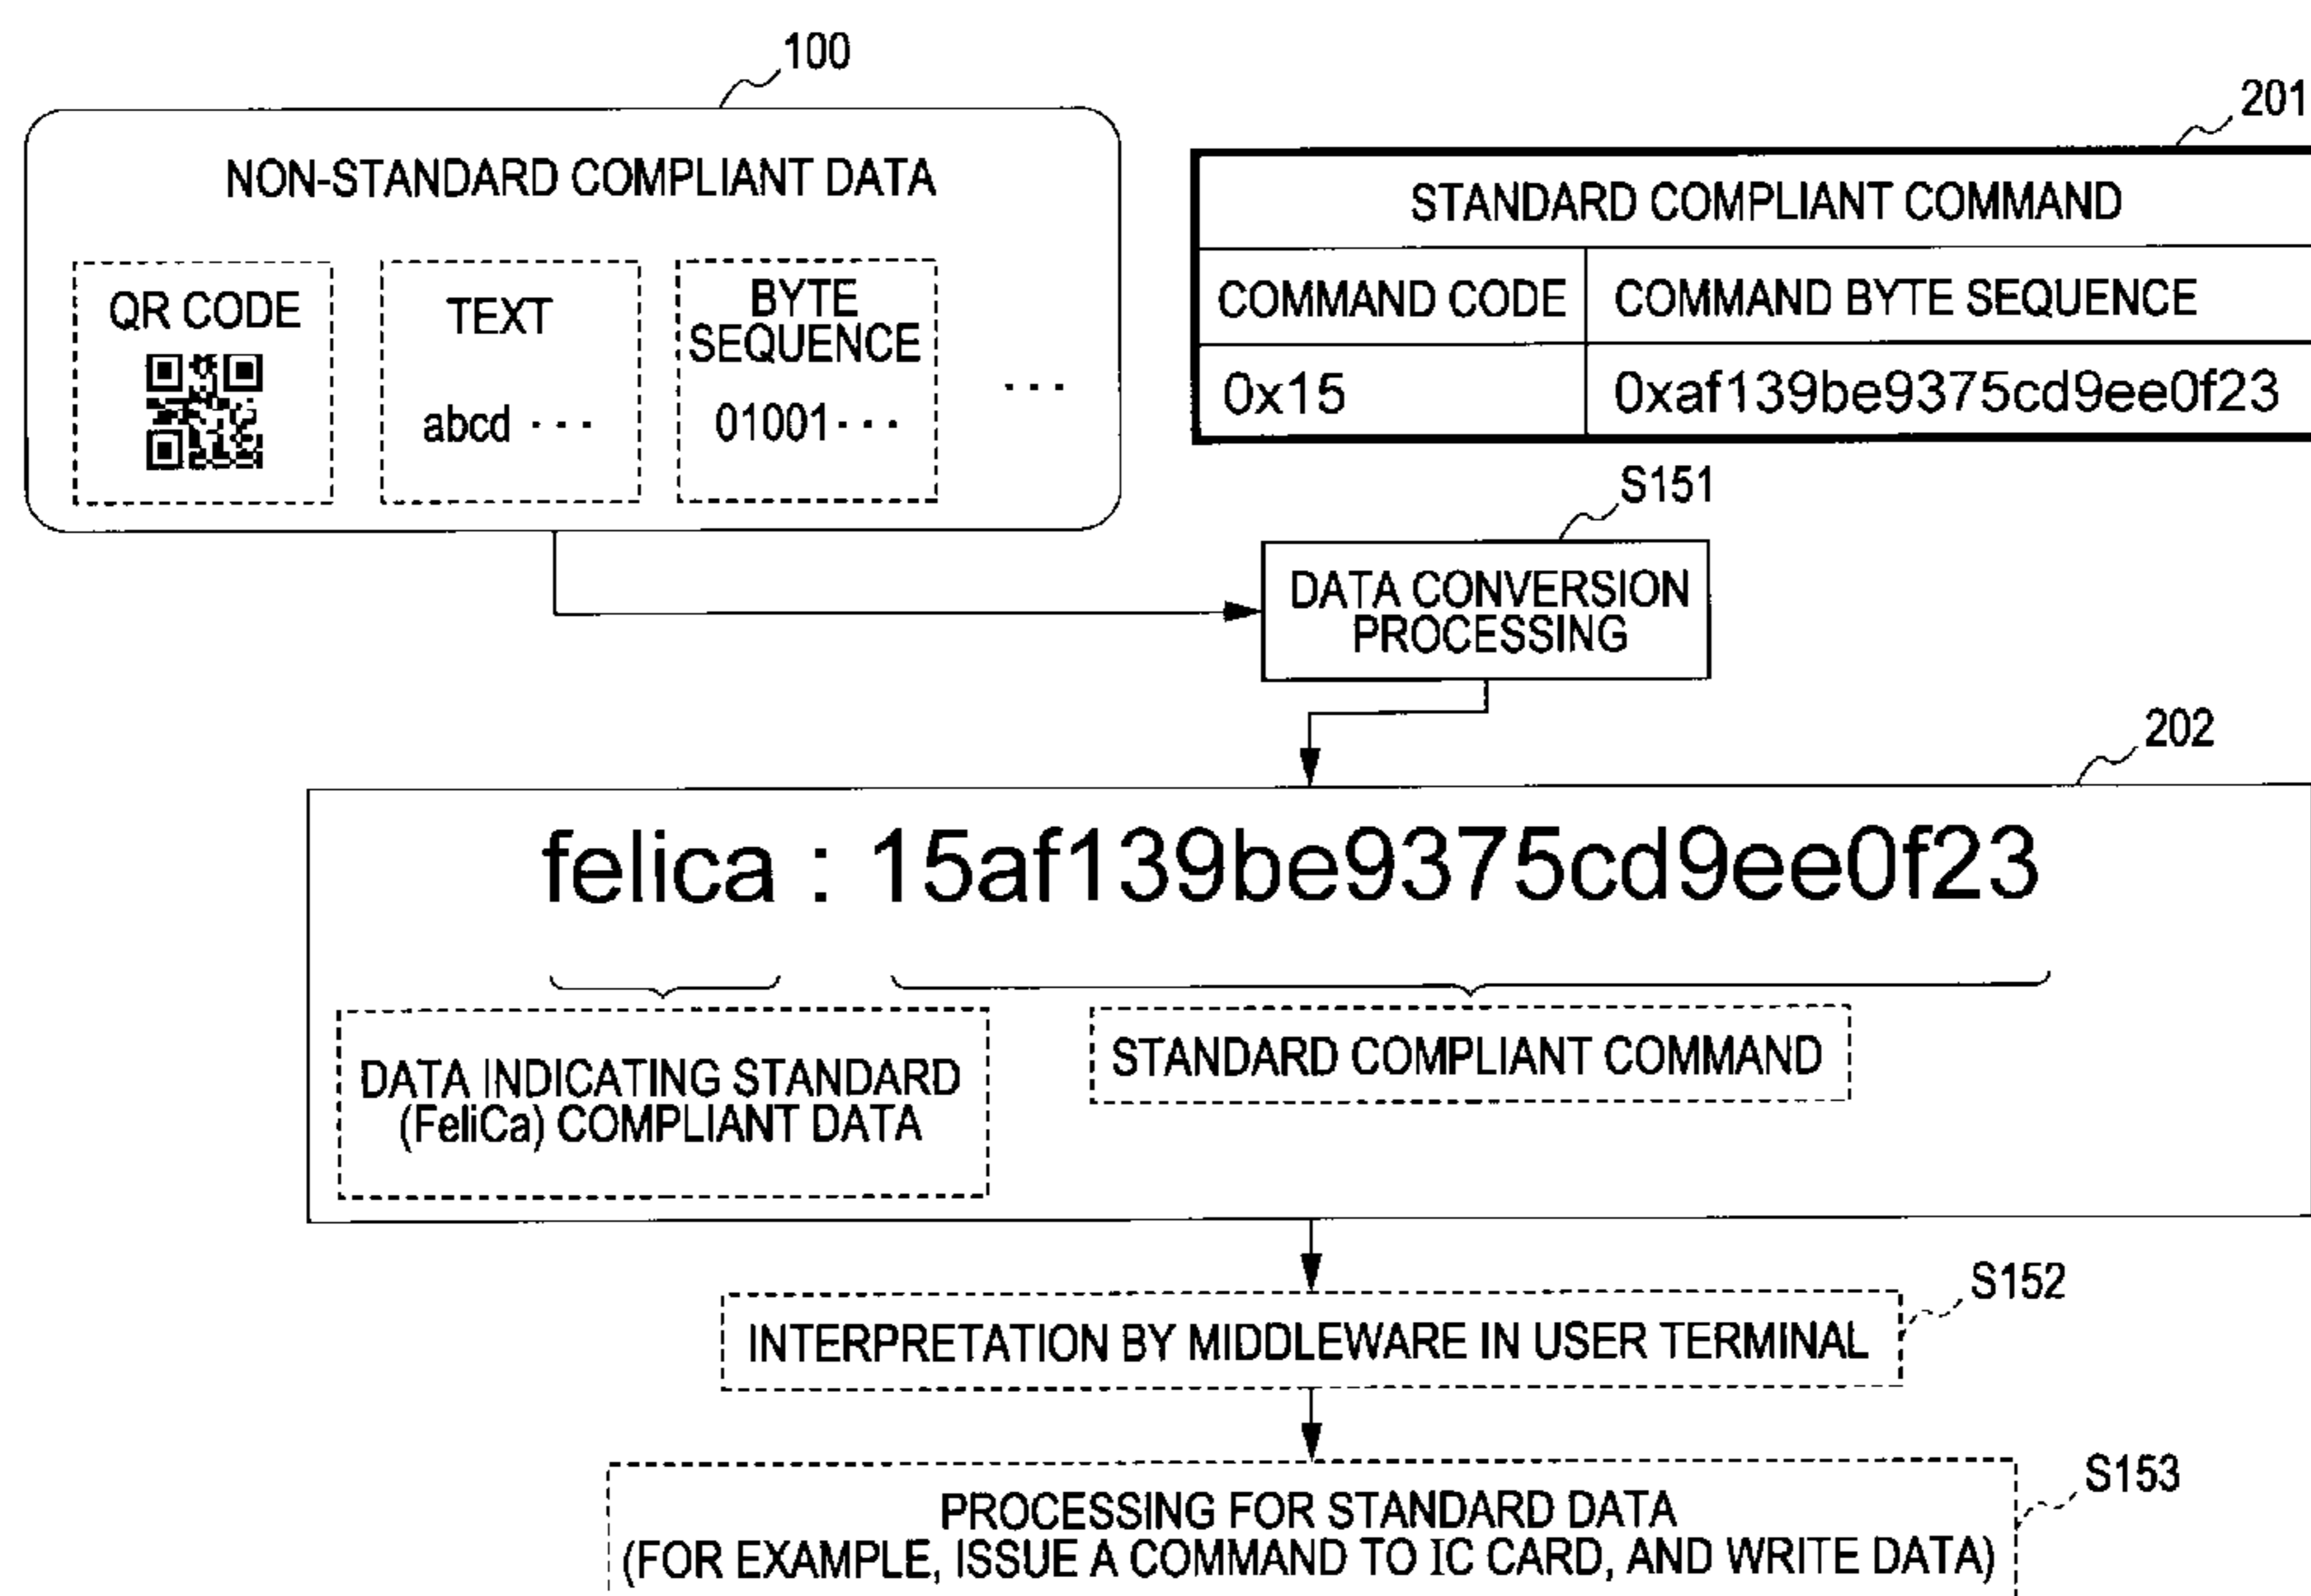 100
NON-STANDARD COMPLIANT DATA
QR CODE
TEXT
abcd ···
BYTE
SEQUENCE
01001···
···
201
STANDARD COMPLIANT COMMAND
COMMAND CODE
COMMAND BYTE SEQUENCE
0x15
0xaf139be9375cd9ee0f23
S151
DATA CONVERSION
PROCESSING
202
felica : 15af139be9375cd9ee0f23
DATA INDICATING STANDARD
(FeliCa) COMPLIANT DATA
STANDARD COMPLIANT COMMAND
S152
INTERPRETATION BY MIDDLEWARE IN USER TERMINAL
S153
PROCESSING FOR STANDARD DATA
(FOR EXAMPLE, ISSUE A COMMAND TO IC CARD, AND WRITE DATA)